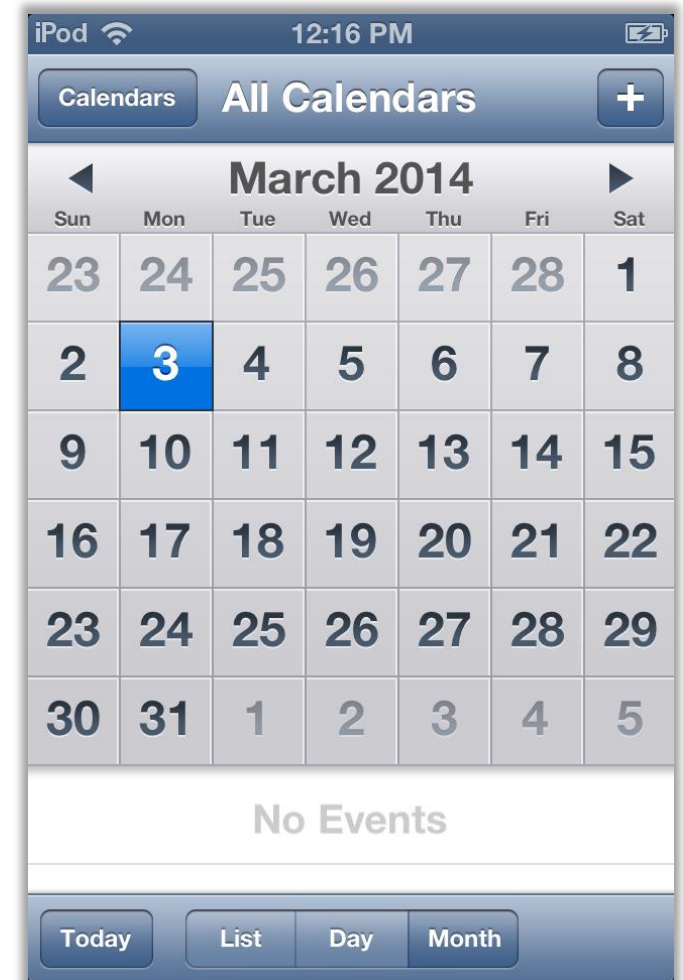 iPod 12:16 PM
Calendars All Calendars +
March 2014
Sun Mon Tue Wed Thu Fri Sat
23 24 25 26 27 28 1
2 3 4 5 6 7 8
9 10 11 12 13 14 15
16 17 18 19 20 21 22
23 24 25 26 27 28 29
30 31 1 2 3 4 5
No Events
Today List Day Month